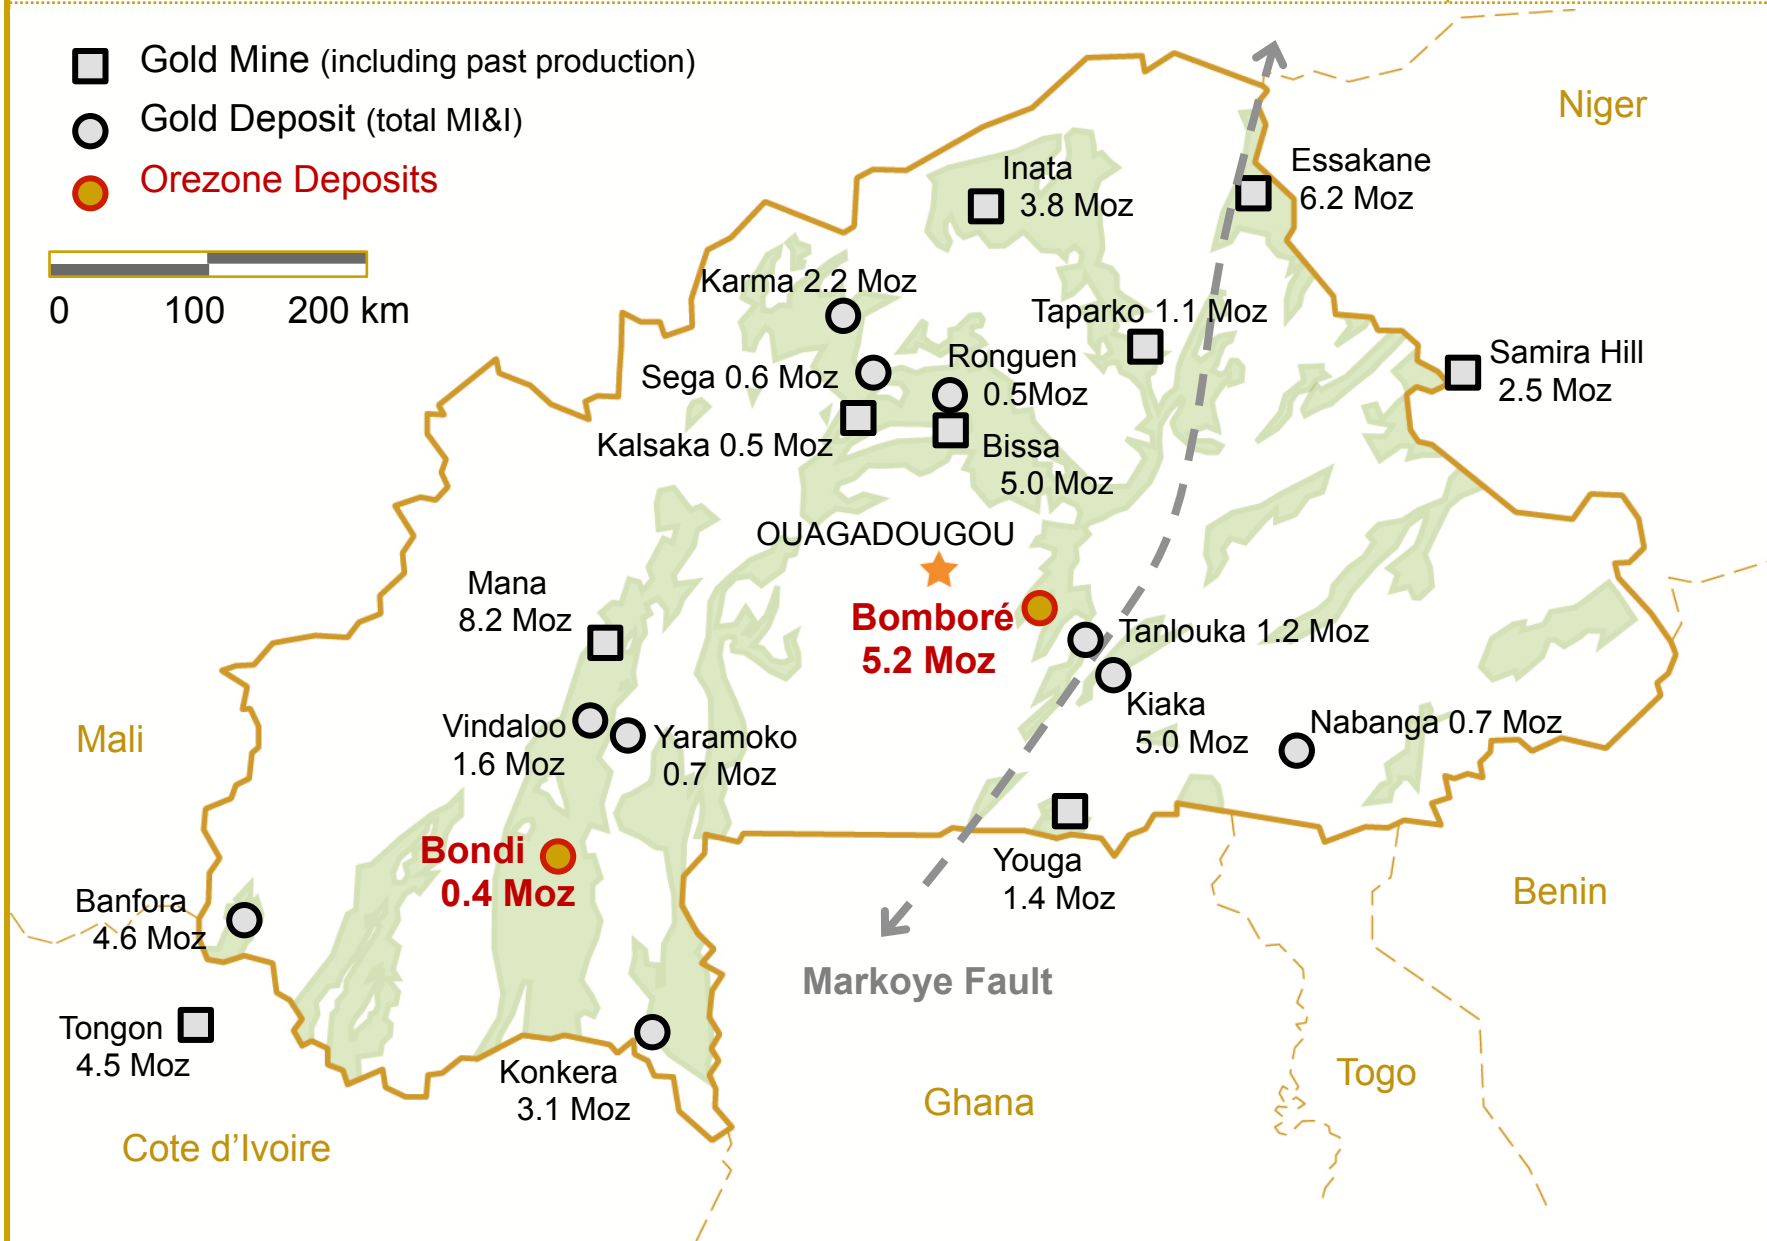 Gold Mine (including past production)
Gold Deposit (total MI&I)
Orezone Deposits
0 100 200 km
Niger
Essakane
6.2 Moz
Inata
3.8 Moz
Karma 2.2 Moz
Taparko 1.1 Moz
Samira Hill
2.5 Moz
Ronguen
0.5Moz
Sega 0.6 Moz
Kalsaka 0.5 Moz
Bissa
5.0 Moz
OUAGADOUGOU
Mana
8.2 Moz
Bomboré
5.2 Moz
Tanlouka 1.2 Moz
Kiaka
5.0 Moz
Nabanga 0.7 Moz
Mali
Vindaloo
1.6 Moz
Yaramoko
0.7 Moz
Bondi
0.4 Moz
Youga
1.4 Moz
Benin
Banfora
4.6 Moz
Markoye Fault
Tongon
4.5 Moz
Konkera
3.1 Moz
Togo
Ghana
Cote d’Ivoire